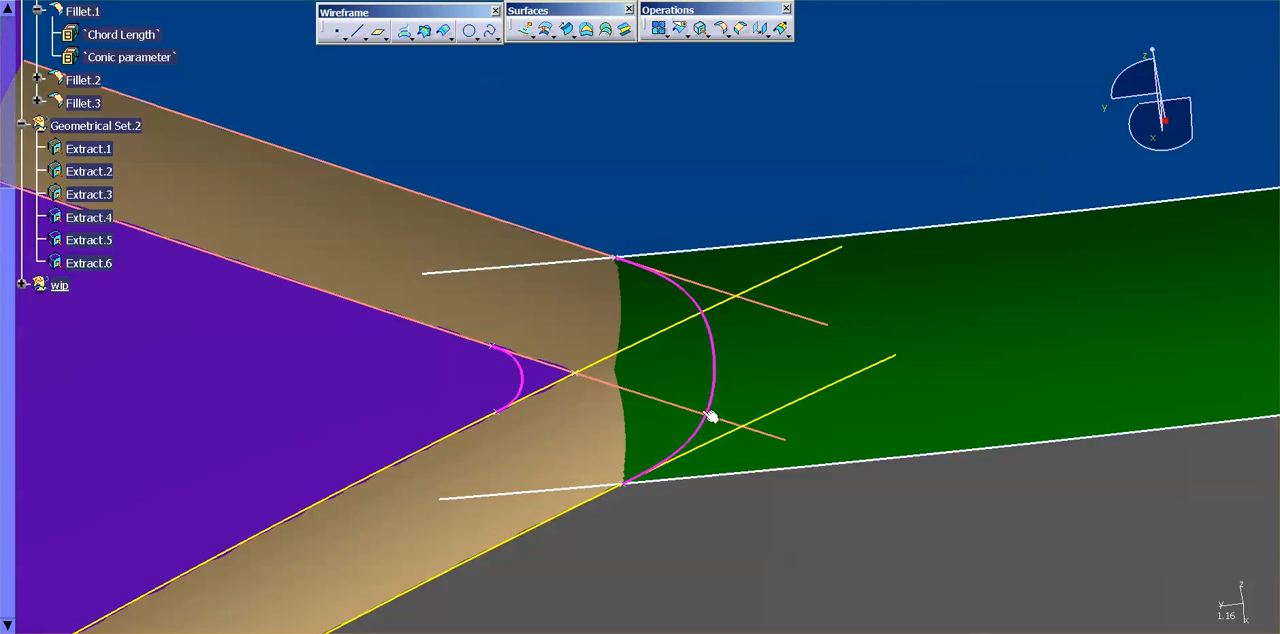 Fillet.1
`Chord Length`
`Conic parameter`
Fillet.2
Fillet.3
Geometrical Set.2
Extract.1
Extract.2
Extract.3
Extract.4
Extract.5
Extract.6
wip
Wireframe
Surfaces
Operations
z
y
x
z
y
x
1.16